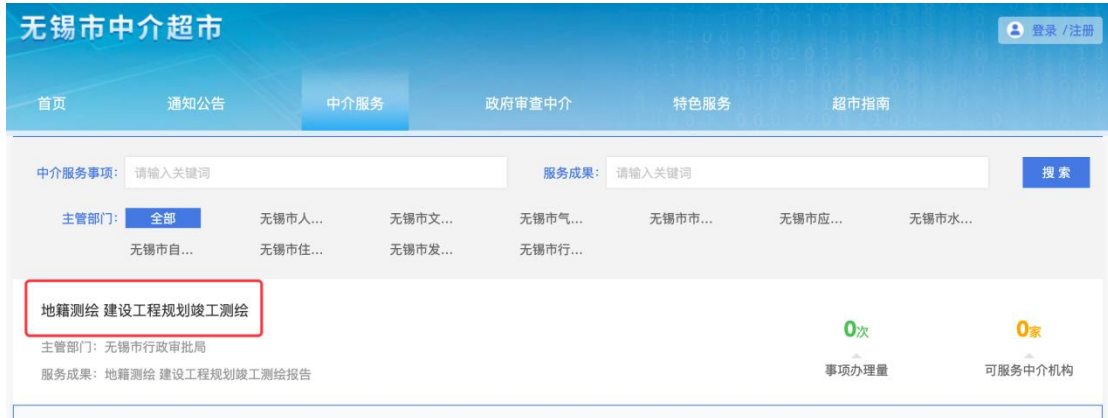 无锡市中介超市
登录 /注册
首页 通知公告 中介服务 政府审查中介 特色服务 超市指南
中介服务事项: 请输入关键词 服务成果: 请输入关键词 搜索
主管部门: 全部 无锡市人... 无锡市文... 无锡市气... 无锡市市... 无锡市应... 无锡市水...
无锡市自... 无锡市住... 无锡市发... 无锡市行...
地籍测绘 建设工程规划竣工测绘
0次 0家
主管部门：无锡市行政审批局
事项办理量 可服务中介机构
服务成果：地籍测绘 建设工程规划竣工测绘报告